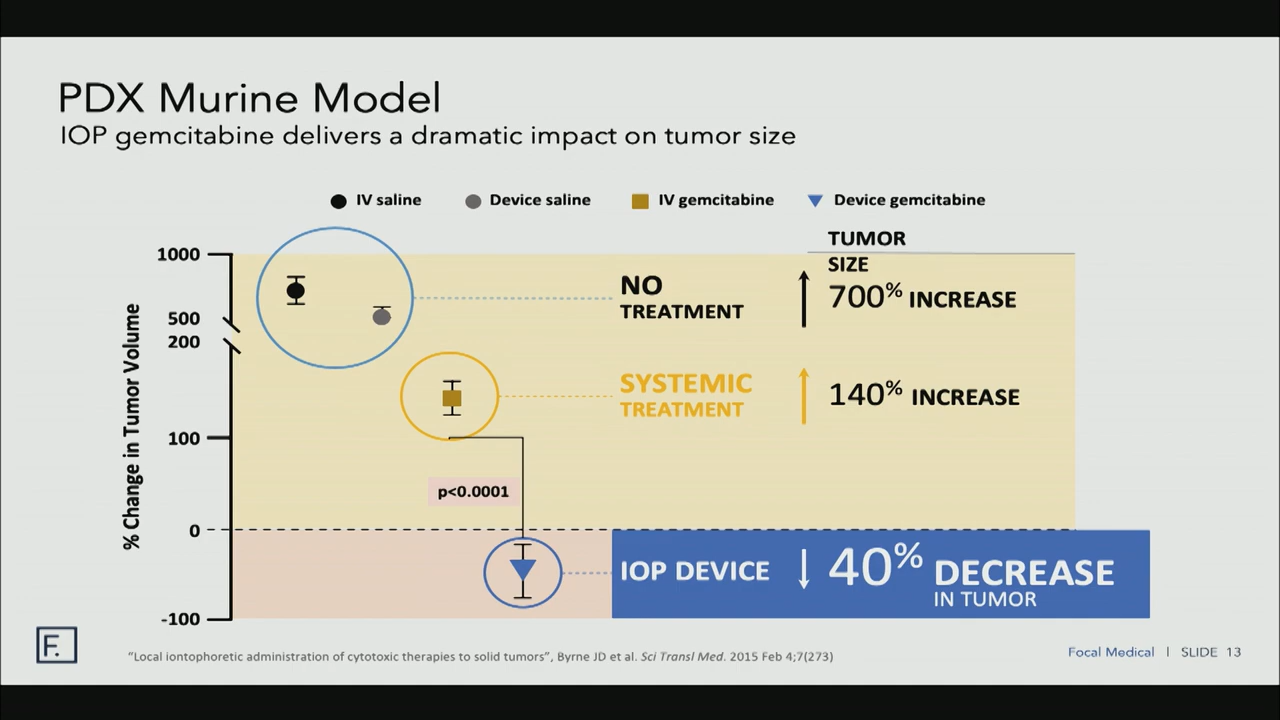 PDX Murine Model
IOP gemcitabine delivers a dramatic impact on tumor size
IV saline
Device saline
IV gemcitabine
Device gemcitabine
% Change in Tumor Volume
1000
500
200
100
0
-100
TUMOR
SIZE
NO
TREATMENT
700% INCREASE
SYSTEMIC
TREATMENT
140% INCREASE
p<0.0001
IOP DEVICE
40% DECREASE
IN TUMOR
F.
"Local iontophoretic administration of cytotoxic therapies to solid tumors", Byrne JD et al. Sci Transl Med. 2015 Feb 4;7(273)
Focal Medical | SLIDE 13